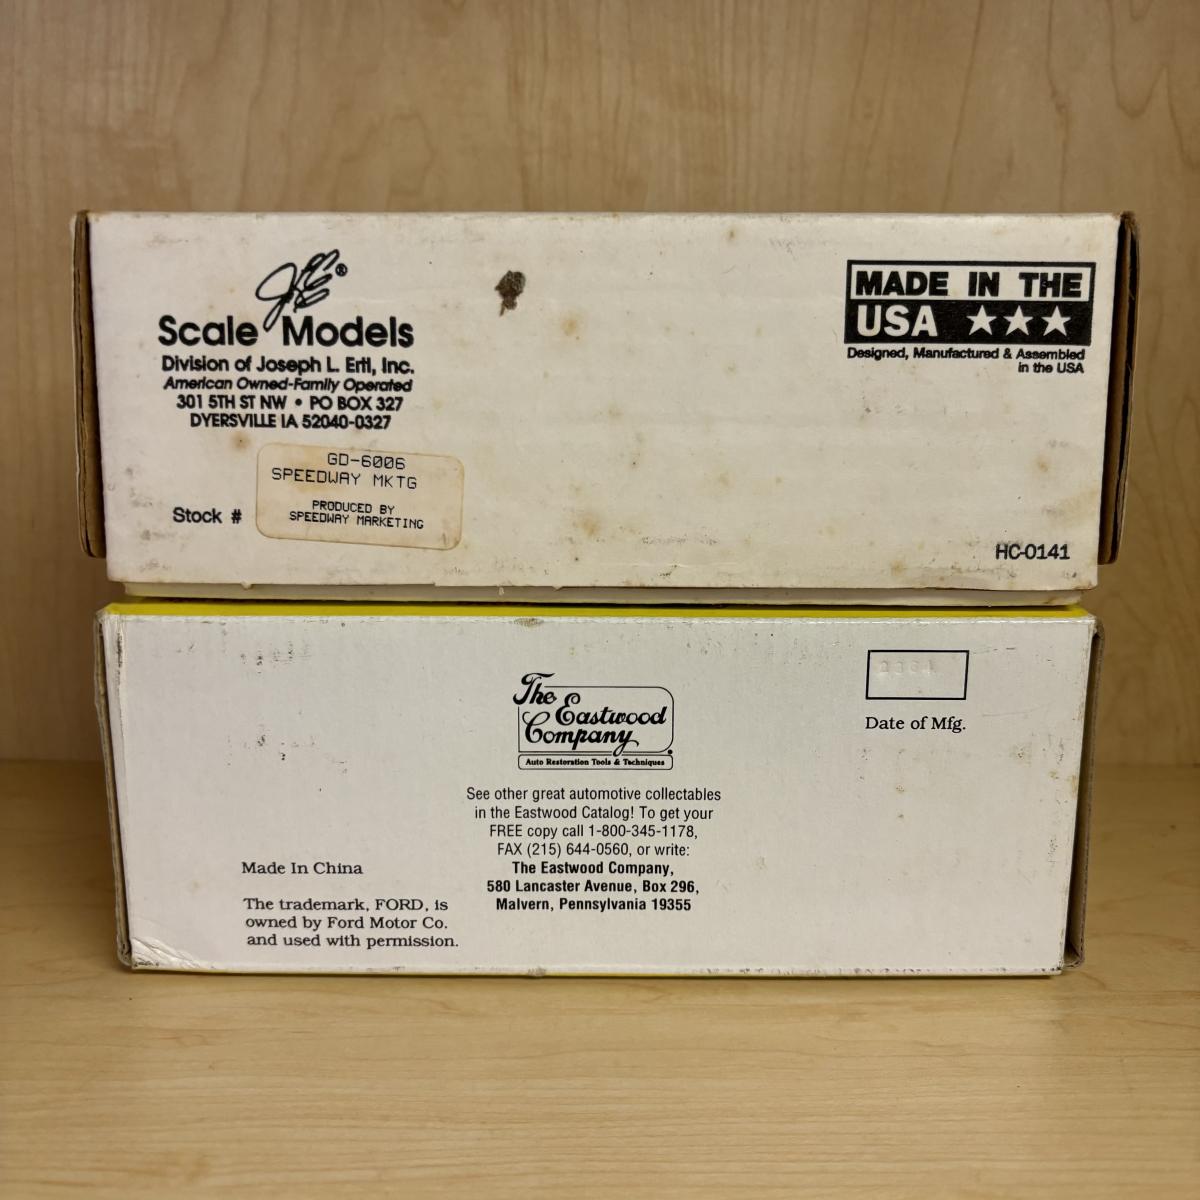 JLE®
Scale Models
Division of Joseph L. Ertl, Inc.
American Owned-Family Operated
301 5TH ST NW • PO BOX 327
DYERSVILLE IA 52040-0327
GD-6006
SPEEDWAY MKTG
PRODUCED BY
SPEEDWAY MARKETING
Stock #
MADE IN THE
USA ★★★
Designed, Manufactured & Assembled
in the USA
HC-0141
The
Eastwood
Company
Auto Restoration Tools & Techniques
See other great automotive collectables
in the Eastwood Catalog! To get your
FREE copy call 1-800-345-1178,
FAX (215) 644-0560, or write:
The Eastwood Company,
580 Lancaster Avenue, Box 296,
Malvern, Pennsylvania 19355
Date of Mfg.
Made In China
The trademark, FORD, is
owned by Ford Motor Co.
and used with permission.